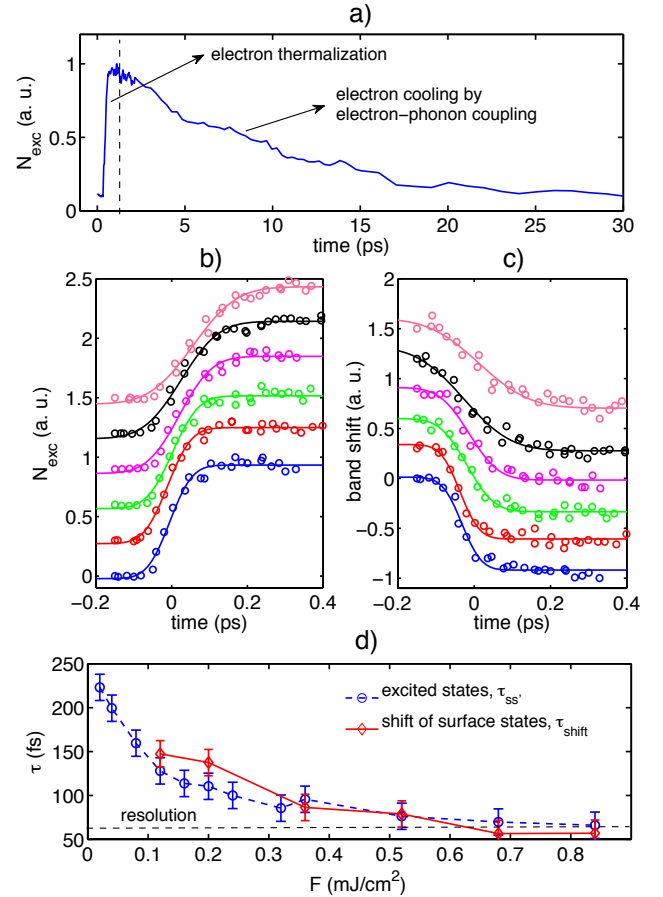 a)
N_exc (a. u.)
1
0.5
0
electron thermalization
electron cooling by
electron−phonon coupling
0 5 10 15 20 25 30
time (ps)
b)
N_exc (a. u.)
2.5
2
1.5
1
0.5
0
−0.2 0 0.2 0.4
time (ps)
c)
band shift (a. u.)
2
1.5
1
0.5
0
−0.5
−1
−0.2 0 0.2 0.4
time (ps)
d)
τ (fs)
250
200
150
100
50
excited states, τ_ss'
shift of surface states, τ_shift
resolution
0 0.1 0.2 0.3 0.4 0.5 0.6 0.7 0.8
F (mJ/cm²)